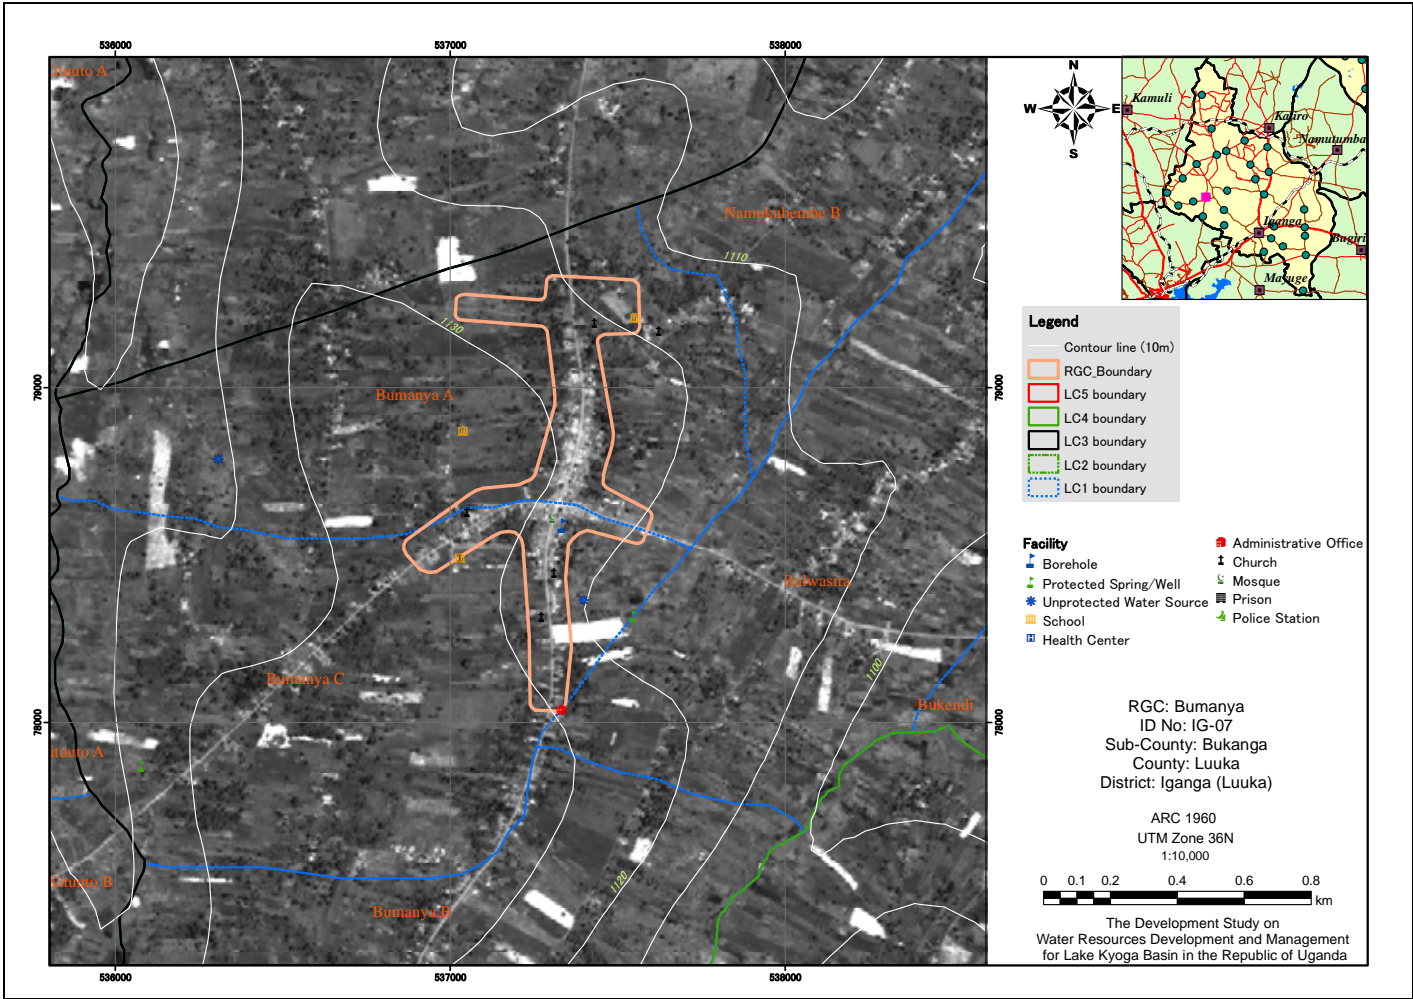 536000
537000
538000
ituuto A
Namukubembe B
1110
1130
79000
79000
Bumanya A
Bulwasira
1100
Bumanya C
Bukendi
78000
78000
ituuto A
1120
Kituuto B
Bumanya B
536000
537000
538000
N
W
E
S
Kamuli
Kaliro
Namutumba
Iganga
Bugiri
Mayuge
Legend
Contour line (10m)
RGC_Boundary
LC5 boundary
LC4 boundary
LC3 boundary
LC2 boundary
LC1 boundary
Facility
Borehole
Protected Spring/Well
Unprotected Water Source
School
Health Center
Administrative Office
Church
Mosque
Prison
Police Station
RGC: Bumanya
ID No: IG-07
Sub-County: Bukanga
County: Luuka
District: Iganga (Luuka)
ARC 1960
UTM Zone 36N
1:10,000
0 0.1 0.2 0.4 0.6 0.8
km
The Development Study on
Water Resources Development and Management
for Lake Kyoga Basin in the Republic of Uganda